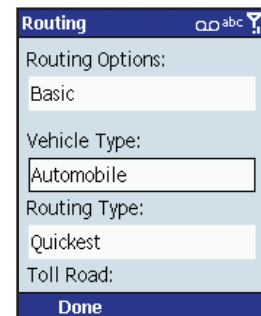 Routing abc
Routing Options:
Basic
Vehicle Type:
Automobile
Routing Type:
Quickest
Toll Road:
Done